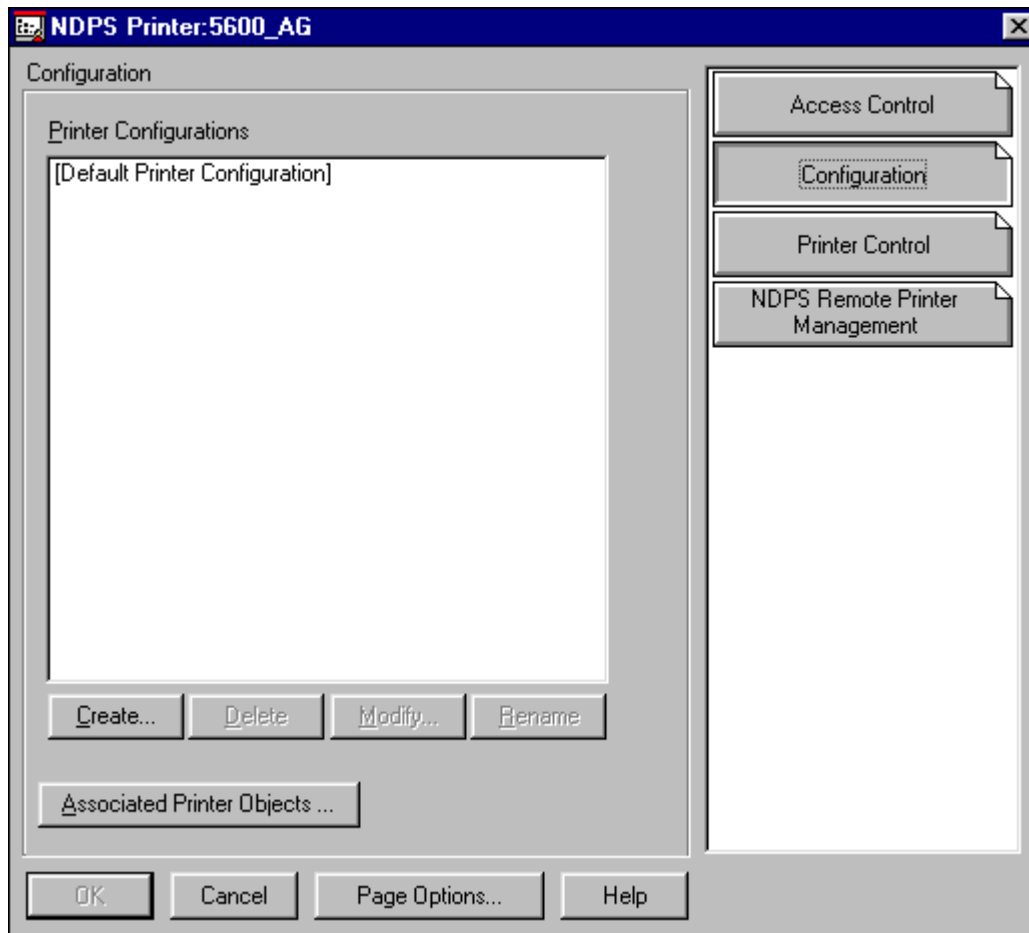 NDPS Printer:5600_AG
Configuration
Printer Configurations
[Default Printer Configuration]
Create...
Delete
Modify...
Rename
Associated Printer Objects ...
OK
Cancel
Page Options...
Help
Access Control
Configuration
Printer Control
NDPS Remote Printer
Management